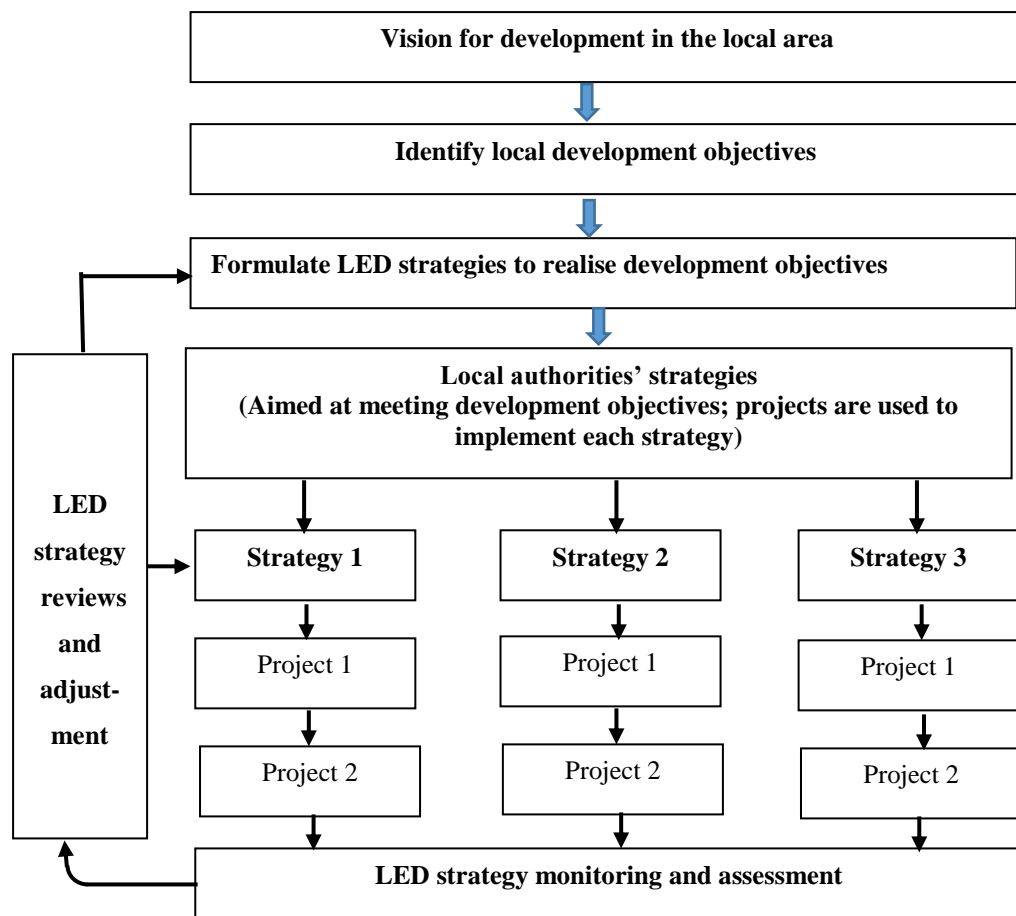 Vision for development in the local area
Identify local development objectives
Formulate LED strategies to realise development objectives
Local authorities’ strategies
(Aimed at meeting development objectives; projects are used to
implement each strategy)
LED
strategy
reviews
and
adjust-
ment
Strategy 1
Strategy 2
Strategy 3
Project 1
Project 1
Project 1
Project 2
Project 2
Project 2
LED strategy monitoring and assessment